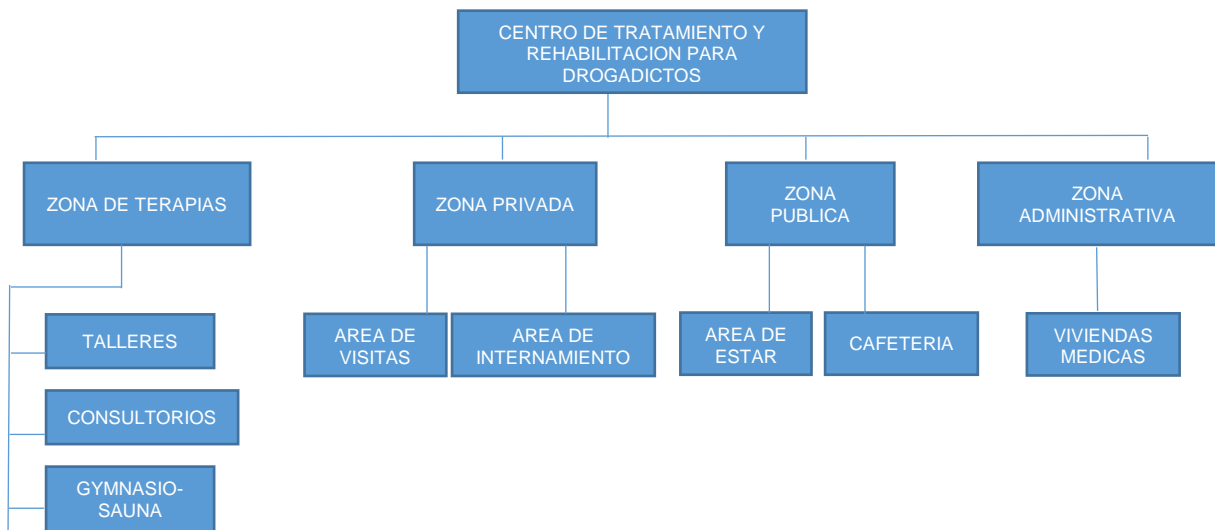 CENTRO DE TRATAMIENTO Y
REHABILITACION PARA
DROGADICTOS
ZONA DE TERAPIAS
ZONA PRIVADA
ZONA
PUBLICA
ZONA
ADMINISTRATIVA
TALLERES
AREA DE
VISITAS
AREA DE
INTERNAMIENTO
AREA DE
ESTAR
CAFETERIA
VIVIENDAS
MEDICAS
CONSULTORIOS
GYMNASIO-
SAUNA